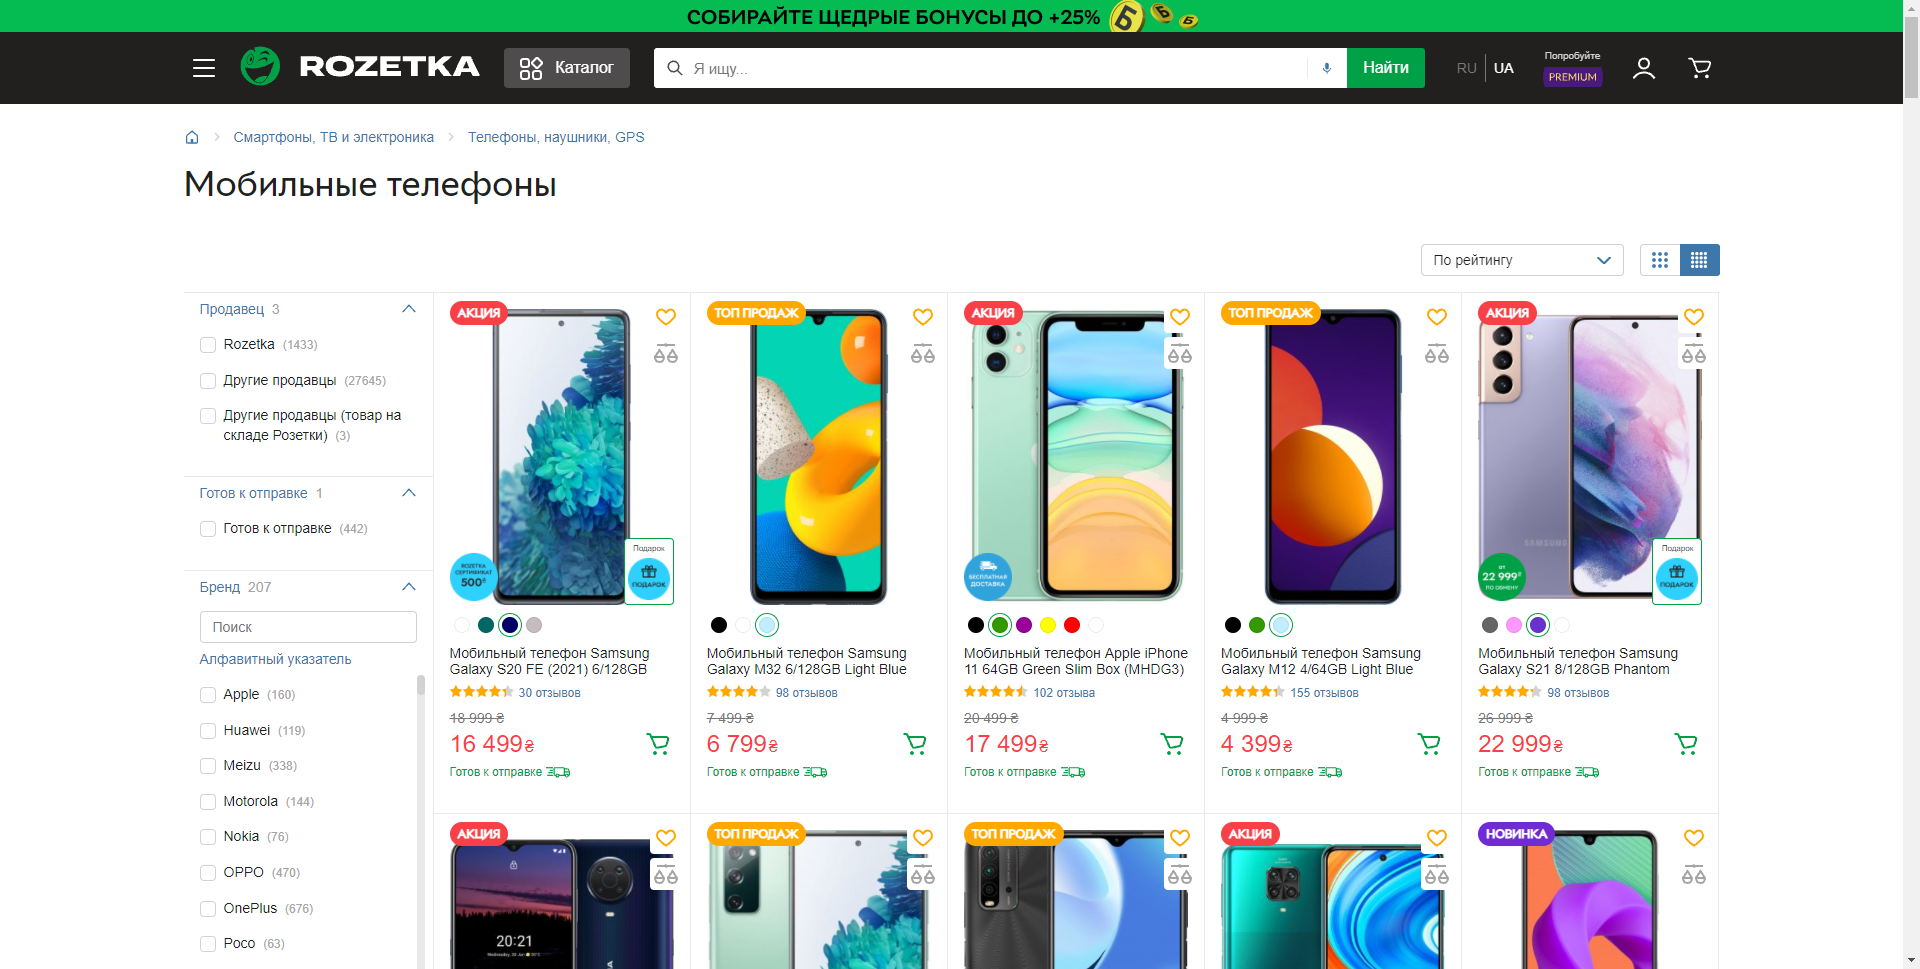 СОБИРАЙТЕ ЩЕДРЫЕ БОНУСЫ ДО +25%
ROZETKA
Каталог
Я ищу...
Найти
RU
UA
Попробуйте
PREMIUM
Смартфоны, ТВ и электроника
Телефоны, наушники, GPS
Мобильные телефоны
По рейтингу
Продавец 3
Rozetka (1433)
Другие продавцы (27645)
Другие продавцы (товар на
складе Розетки) (3)
Готов к отправке 1
Готов к отправке (442)
Бренд 207
Поиск
Алфавитный указатель
Apple (160)
Huawei (119)
Meizu (338)
Motorola (144)
Nokia (76)
OPPO (470)
OnePlus (676)
Poco (63)
АКЦИЯ
ROZETKA
СЕРТИФИКАТ
500₴
Подарок
ПОДАРОК
Мобильный телефон Samsung
Galaxy S20 FE (2021) 6/128GB
30 отзывов
18 999 ₴
16 499₴
Готов к отправке
ТОП ПРОДАЖ
Мобильный телефон Samsung
Galaxy M32 6/128GB Light Blue
98 отзывов
7 499 ₴
6 799₴
Готов к отправке
АКЦИЯ
БЕСПЛАТНАЯ
ДОСТАВКА
Мобильный телефон Apple iPhone
11 64GB Green Slim Box (MHDG3)
102 отзыва
20 499 ₴
17 499₴
Готов к отправке
ТОП ПРОДАЖ
Мобильный телефон Samsung
Galaxy M12 4/64GB Light Blue
155 отзывов
4 999 ₴
4 399₴
Готов к отправке
АКЦИЯ
SAMSUNG
ОТ
22 999₴
ПО ОБМЕНУ
Подарок
ПОДАРОК
Мобильный телефон Samsung
Galaxy S21 8/128GB Phantom
98 отзывов
26 999 ₴
22 999₴
Готов к отправке
АКЦИЯ
20:21
ТОП ПРОДАЖ
ТОП ПРОДАЖ
АКЦИЯ
НОВИНКА